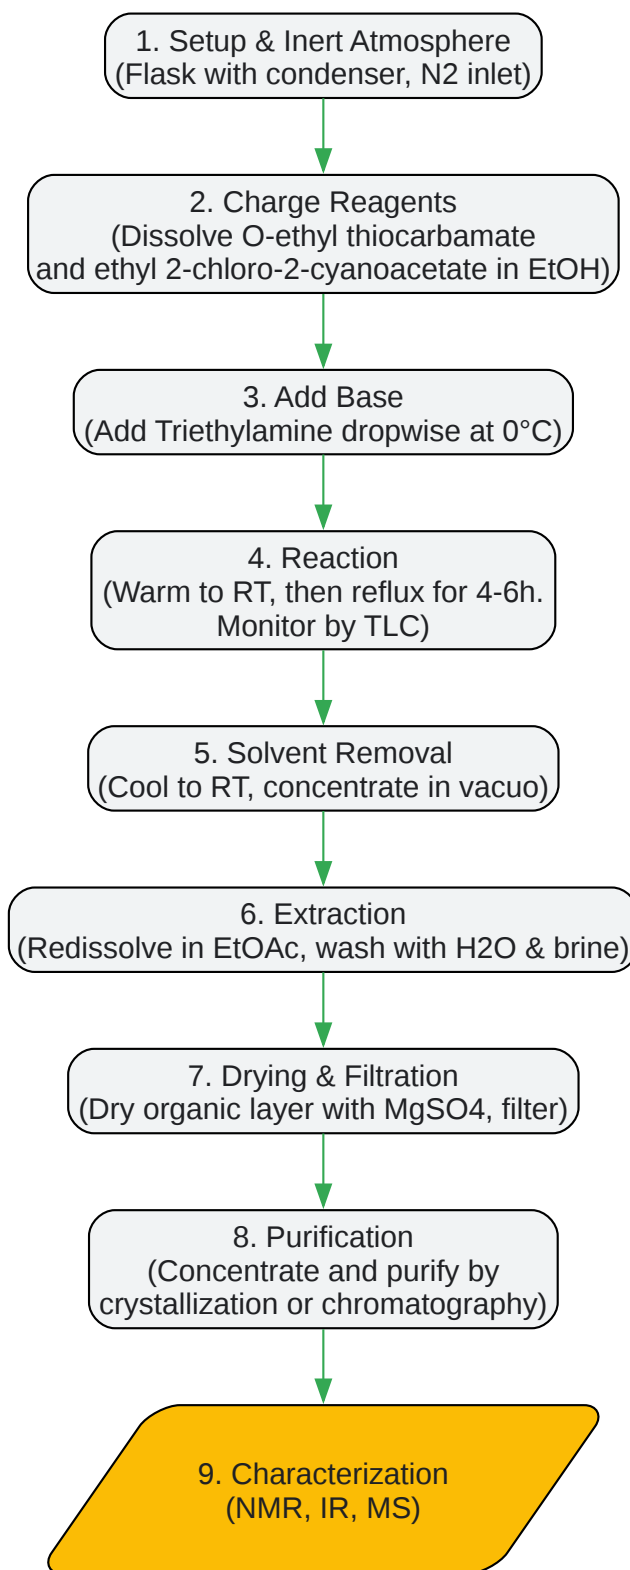 1. Setup & Inert Atmosphere
(Flask with condenser, N2 inlet)
2. Charge Reagents
(Dissolve O-ethyl thiocarbamate
and ethyl 2-chloro-2-cyanoacetate in EtOH)
3. Add Base
(Add Triethylamine dropwise at 0°C)
4. Reaction
(Warm to RT, then reflux for 4-6h.
Monitor by TLC)
5. Solvent Removal
(Cool to RT, concentrate in vacuo)
6. Extraction
(Redissolve in EtOAc, wash with H2O & brine)
7. Drying & Filtration
(Dry organic layer with MgSO4, filter)
8. Purification
(Concentrate and purify by
crystallization or chromatography)
9. Characterization
(NMR, IR, MS)